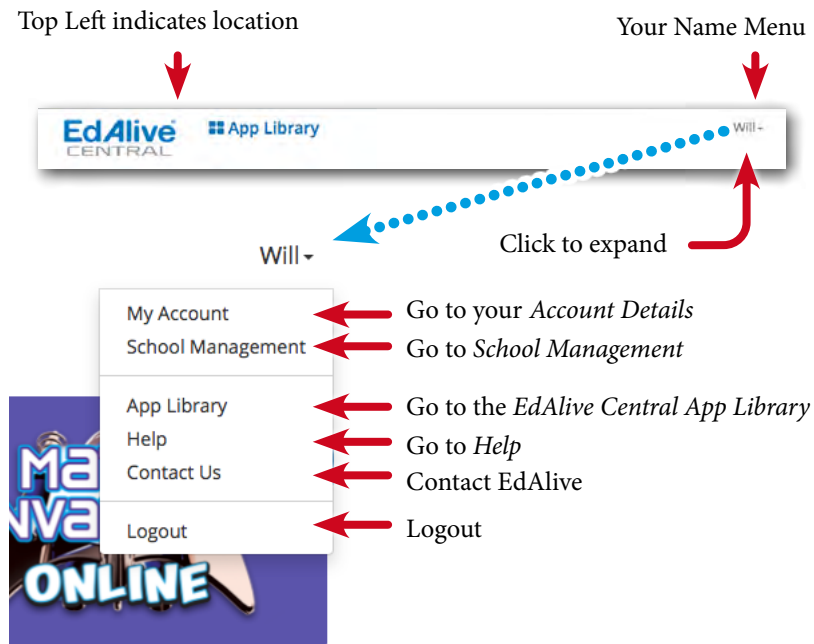 Top Left indicates location
Your Name Menu
EdAlive
CENTRAL
App Library
Will
Click to expand
Will
My Account
Go to your Account Details
School Management
Go to School Management
App Library
Go to the EdAlive Central App Library
Help
Go to Help
Contact Us
Contact EdAlive
Logout
Logout
ONLINE